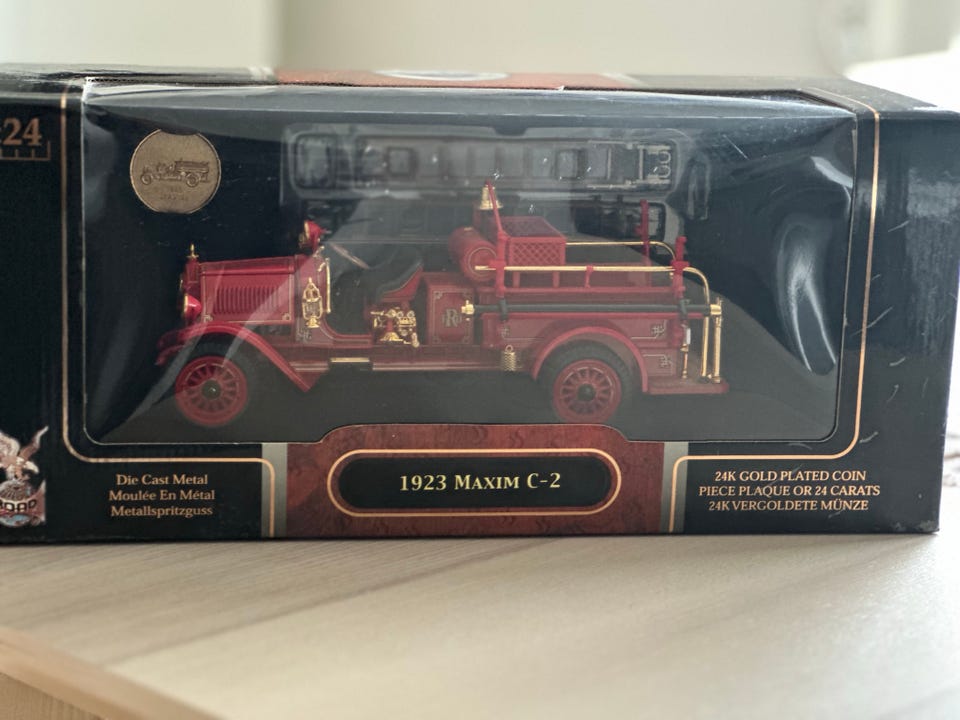 24
1923 MAXIM C-2
Die Cast Metal
Moulée En Métal
Metallspritzguss
24K GOLD PLATED COIN
PIECE PLAQUE OR 24 CARATS
24K VERGOLDETE MÜNZE